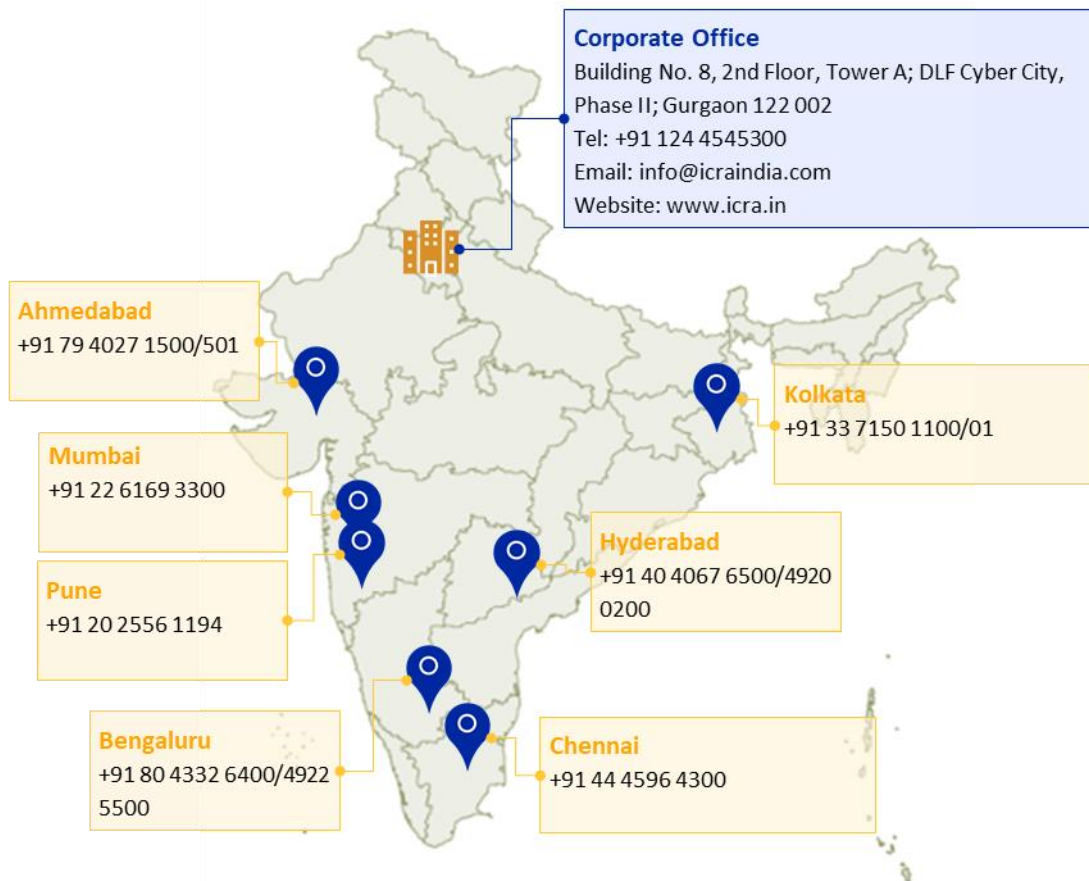 Corporate Office
Building No. 8, 2nd Floor, Tower A; DLF Cyber City,
Phase II; Gurgaon 122 002
Tel: +91 124 4545300
Email: info@icraindia.com
Website: www.icra.in
Ahmedabad
+91 79 4027 1500/501
Kolkata
+91 33 7150 1100/01
Mumbai
+91 22 6169 3300
Hyderabad
+91 40 4067 6500/4920
0200
Pune
+91 20 2556 1194
Bengaluru
+91 80 4332 6400/4922
5500
Chennai
+91 44 4596 4300